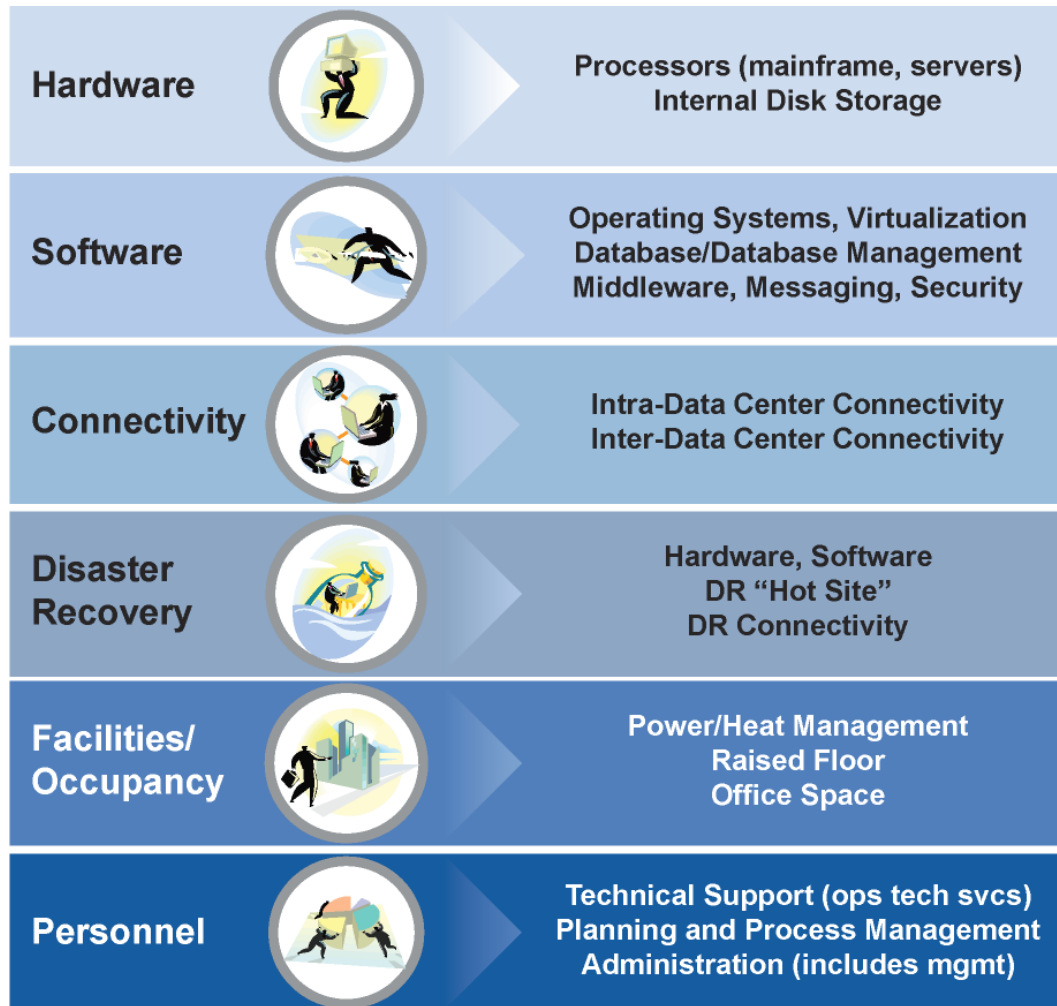 Hardware
Processors (mainframe, servers)
Internal Disk Storage
Software
Operating Systems, Virtualization
Database/Database Management
Middleware, Messaging, Security
Connectivity
Intra-Data Center Connectivity
Inter-Data Center Connectivity
Disaster
Recovery
Hardware, Software
DR “Hot Site”
DR Connectivity
Facilities/
Occupancy
Power/Heat Management
Raised Floor
Office Space
Personnel
Technical Support (ops tech svcs)
Planning and Process Management
Administration (includes mgmt)